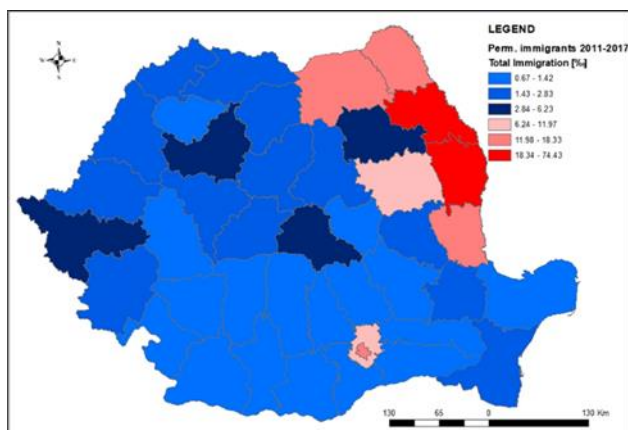 N
W E
S
LEGEND
Perm. immigrants 2011-2017
Total Immigration [‰]
0.67 - 1.42
1.43 - 2.83
2.84 - 6.23
6.24 - 11.97
11.98 - 18.33
18.34 - 74.43
130 65 0 130 Km